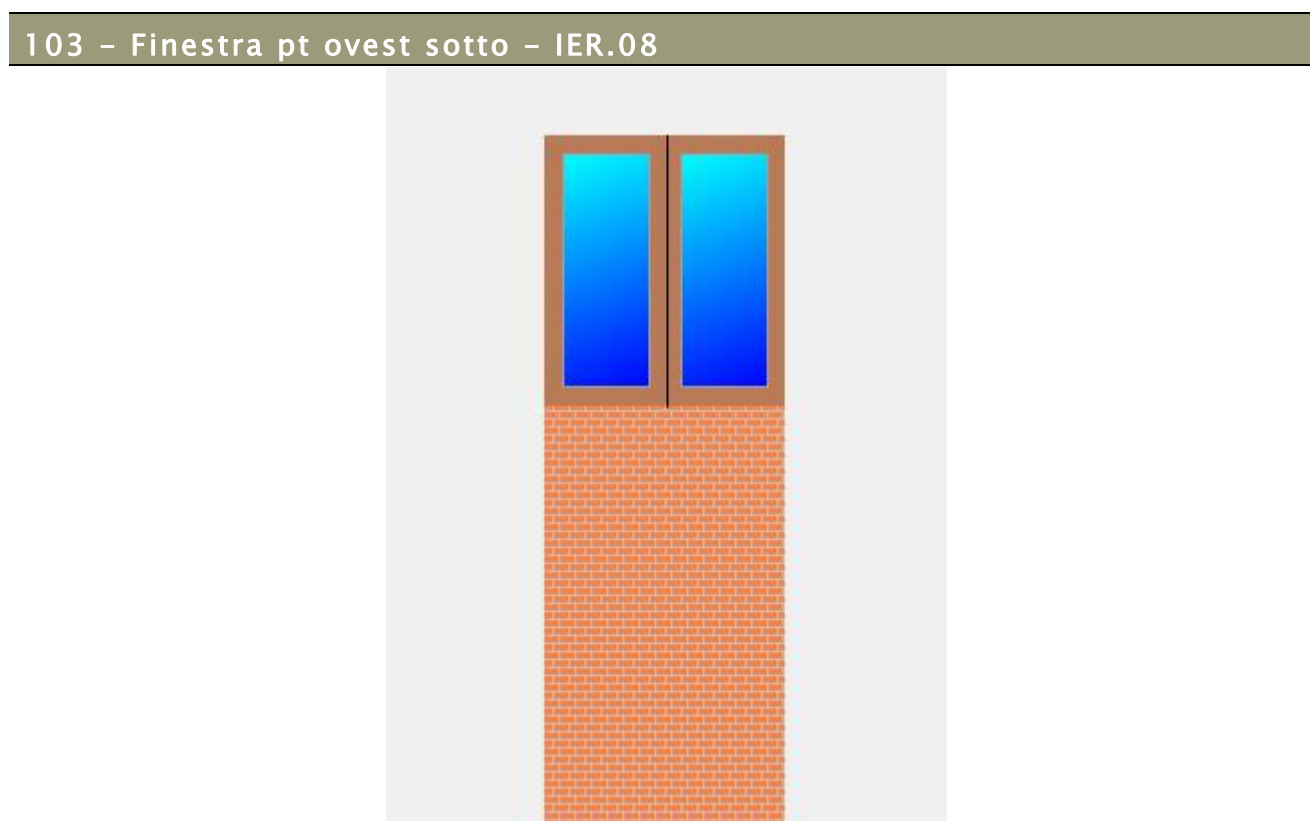 103 – Finestra pt ovest sotto – IER.08